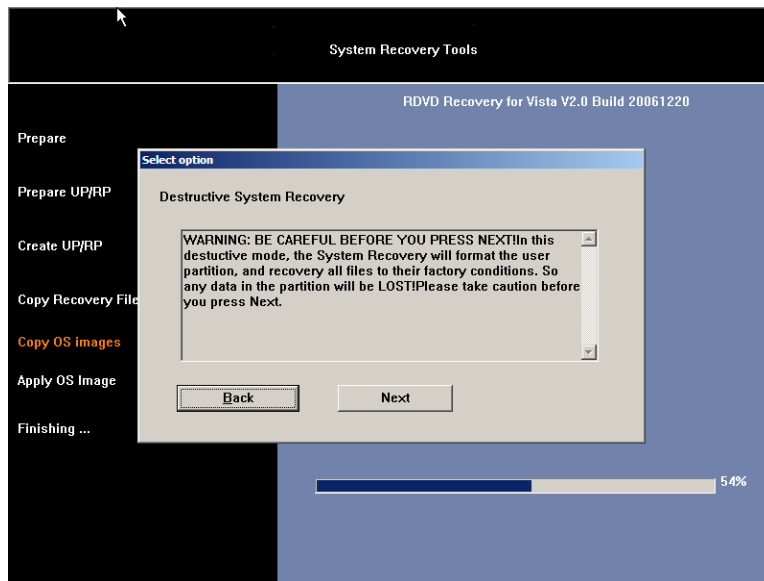 System Recovery Tools
RDVD Recovery for Vista V2.0 Build 20061220
Prepare
Prepare UP/RP
Create UP/RP
Copy Recovery File
Copy OS images
Apply OS Image
Finishing ...
Select option
Destructive System Recovery
WARNING: BE CAREFUL BEFORE YOU PRESS NEXT!In this
destuctive mode, the System Recovery will format the user
partition, and recovery all files to their factory conditions. So
any data in the partition will be LOST!Please take caution before
you press Next.
Back
Next
54%